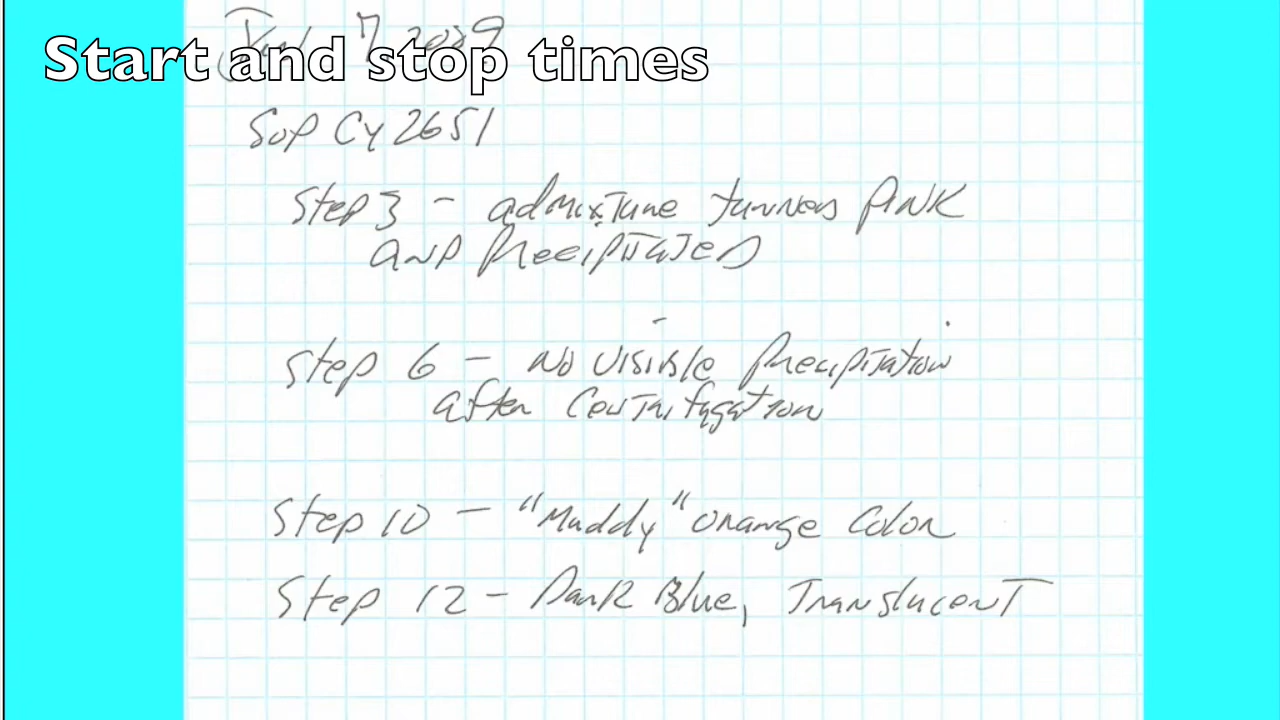 Start and stop times
SOP CY 2651
Step 3 - admixture turned PINK
AND PRECIPITATED
Step 6 - No visible precipitation
after Centrifugation
Step 10 - "Muddy" orange Color
Step 12 - Dark Blue, Translucent